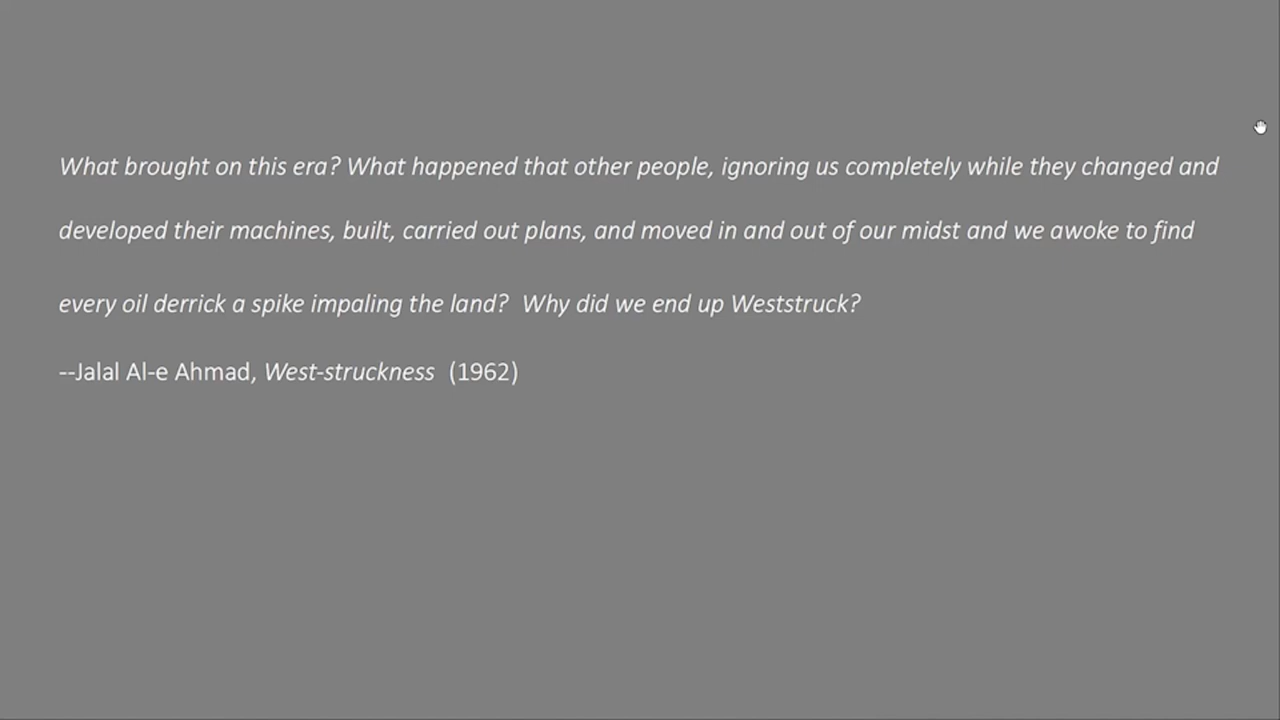 What brought on this era? What happened that other people, ignoring us completely while they changed and
developed their machines, built, carried out plans, and moved in and out of our midst and we awoke to find
every oil derrick a spike impaling the land?  Why did we end up Weststruck?
--Jalal Al-e Ahmad, West-struckness  (1962)